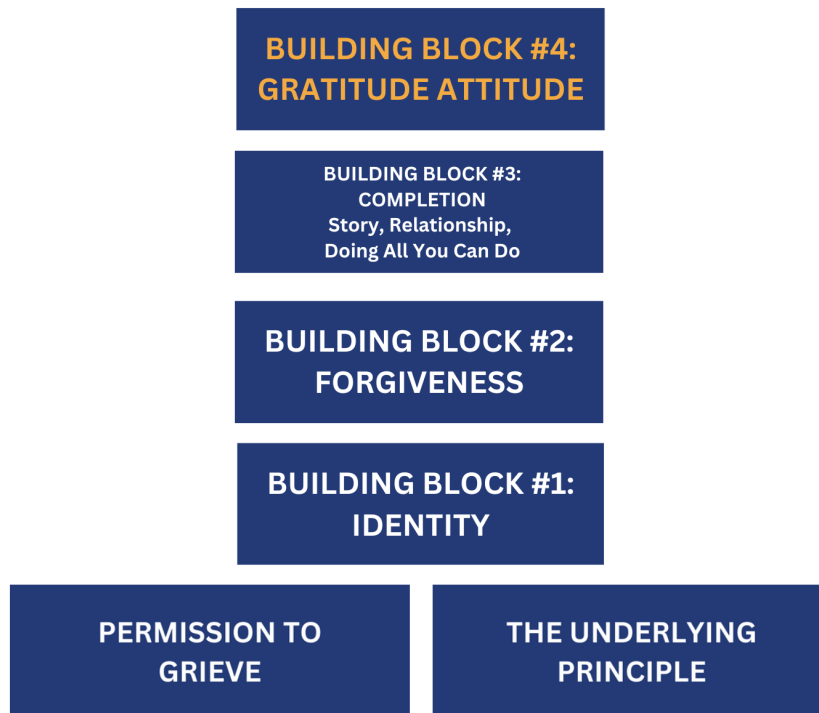 BUILDING BLOCK #4:
GRATITUDE ATTITUDE
BUILDING BLOCK #3:
COMPLETION
Story, Relationship,
Doing All You Can Do
BUILDING BLOCK #2:
FORGIVENESS
BUILDING BLOCK #1:
IDENTITY
PERMISSION TO
GRIEVE
THE UNDERLYING
PRINCIPLE